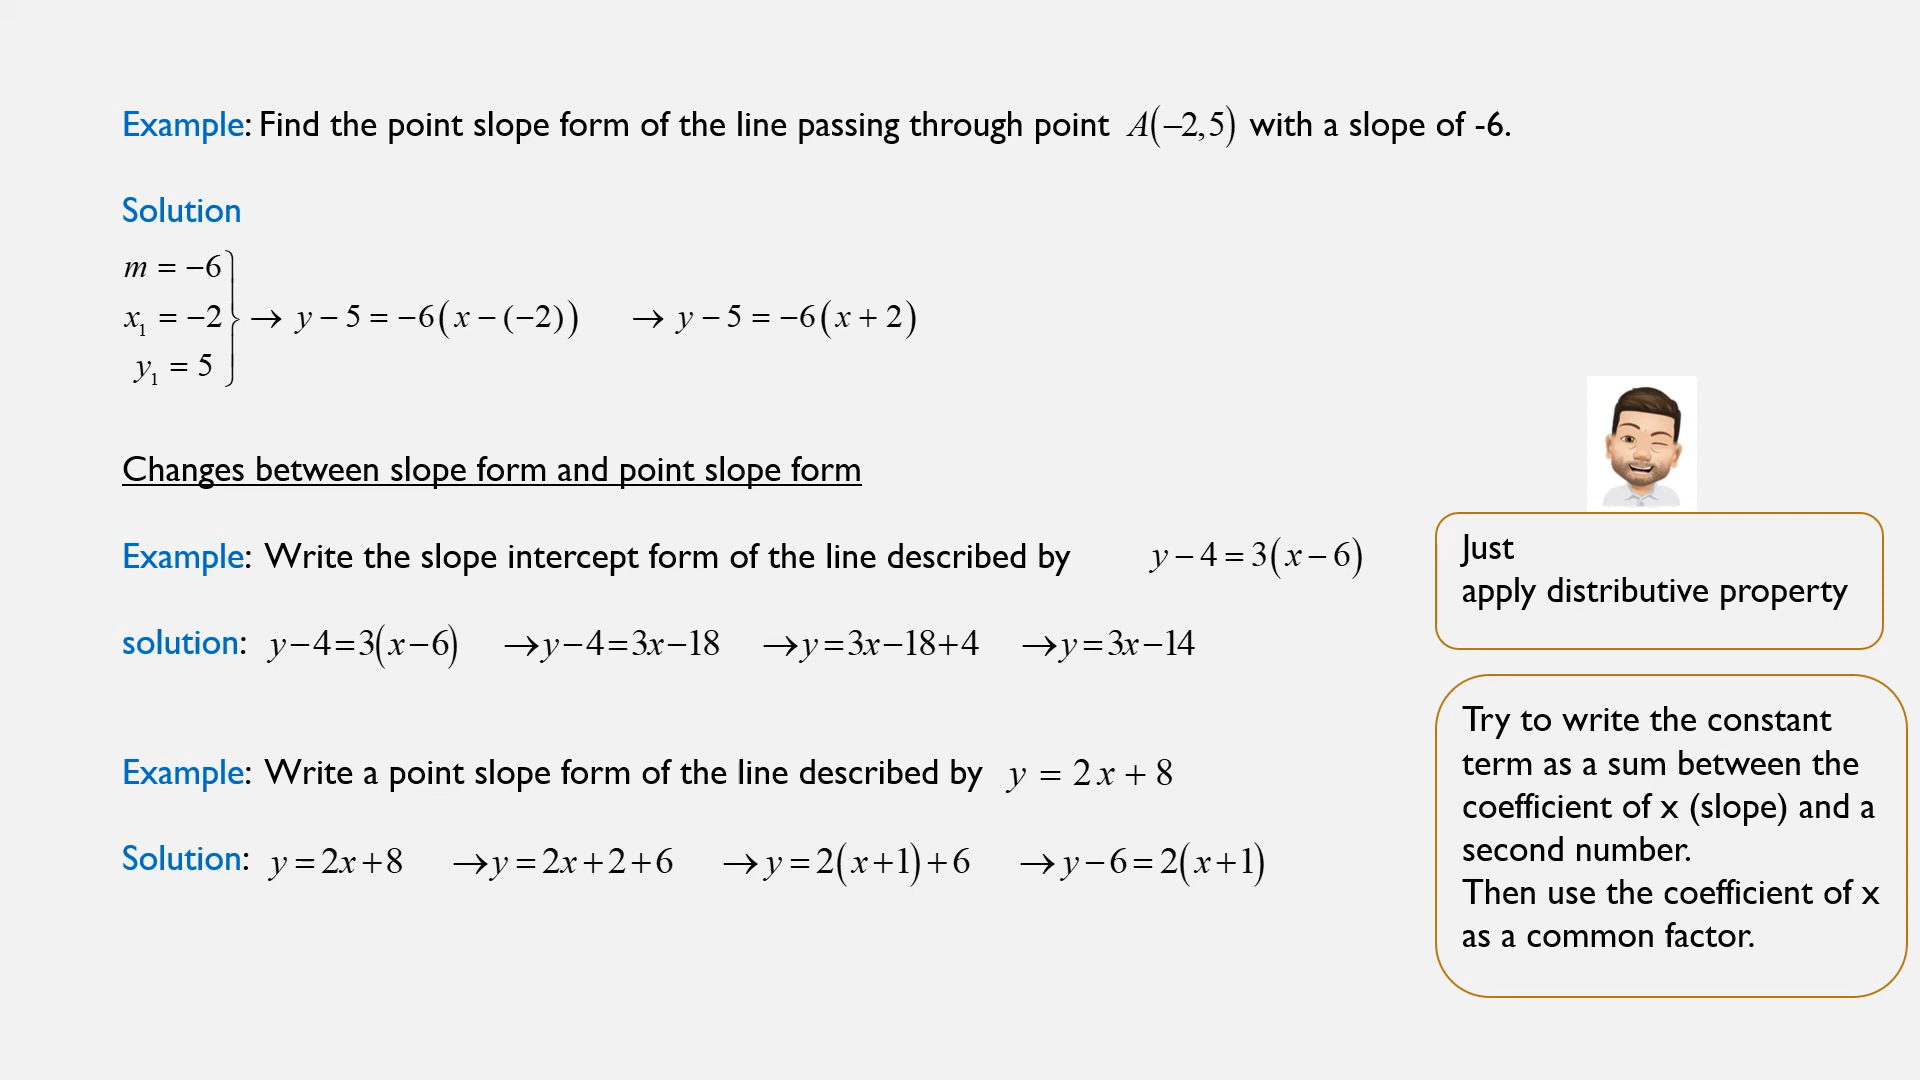 Example: Find the point slope form of the line passing through point A(−2,5) with a slope of -6.
Solution
m = −6
x₁ = −2 → y − 5 = −6(x − (−2)) → y − 5 = −6(x + 2)
y₁ = 5
Changes between slope form and point slope form
Example: Write the slope intercept form of the line described by y − 4 = 3(x − 6)
solution: y−4=3(x−6) →y−4=3x−18 →y=3x−18+4 →y=3x−14
Example: Write a point slope form of the line described by y = 2x + 8
Solution: y=2x+8 →y=2x+2+6 →y=2(x+1)+6 →y−6=2(x+1)
Just
apply distributive property
Try to write the constant
term as a sum between the
coefficient of x (slope) and a
second number.
Then use the coefficient of x
as a common factor.